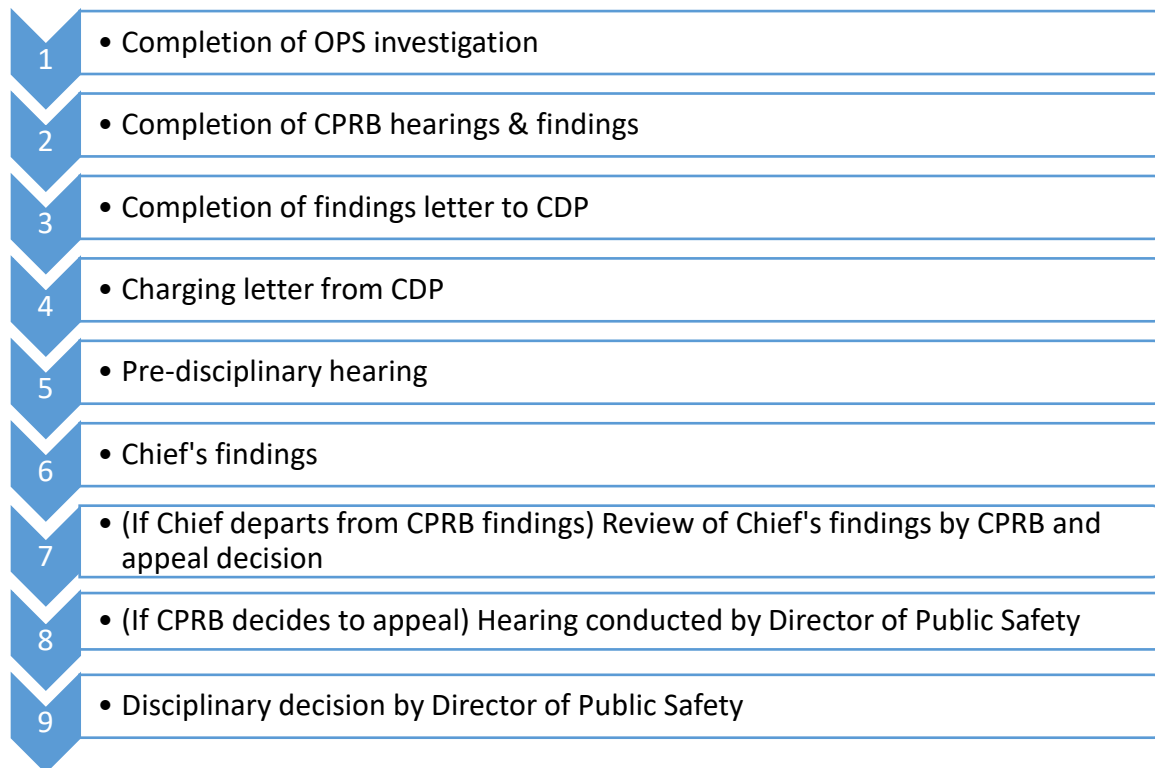 1
• Completion of OPS investigation
2
• Completion of CPRB hearings & findings
3
• Completion of findings letter to CDP
4
• Charging letter from CDP
5
• Pre-disciplinary hearing
6
• Chief's findings
7
• (If Chief departs from CPRB findings) Review of Chief's findings by CPRB and
appeal decision
8
• (If CPRB decides to appeal) Hearing conducted by Director of Public Safety
9
• Disciplinary decision by Director of Public Safety